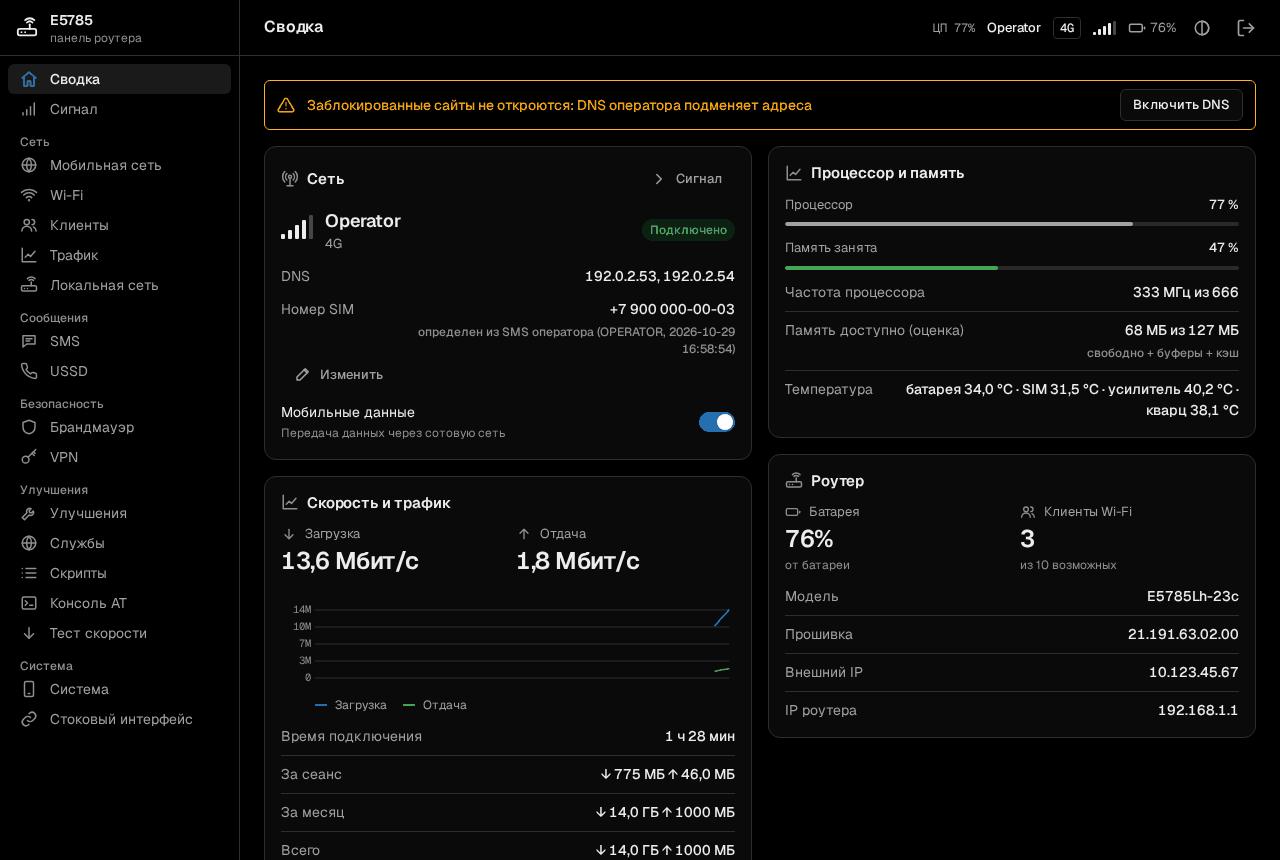 E5785
панель роутера
Сводка
Сигнал
Сеть
Мобильная сеть
Wi-Fi
Клиенты
Трафик
Локальная сеть
Сообщения
SMS
USSD
Безопасность
Брандмауэр
VPN
Улучшения
Улучшения
Службы
Скрипты
Консоль AT
Тест скорости
Система
Система
Стоковый интерфейс
Сводка
ЦП 77% Operator 4G 76%
Заблокированные сайты не откроются: DNS оператора подменяет адреса
Включить DNS
Сеть
Сигнал
Operator
4G
Подключено
DNS 192.0.2.53, 192.0.2.54
Номер SIM +7 900 000-00-03
определен из SMS оператора (OPERATOR, 2026-10-29
16:58:54)
Изменить
Мобильные данные
Передача данных через сотовую сеть
Скорость и трафик
Загрузка Отдача
13,6 Мбит/с 1,8 Мбит/с
14M
10M
7M
3M
0
Загрузка Отдача
Время подключения 1 ч 28 мин
За сеанс ↓ 775 МБ ↑ 46,0 МБ
За месяц ↓ 14,0 ГБ ↑ 1000 МБ
Всего ↓ 14,0 ГБ ↑ 1000 МБ
Процессор и память
Процессор 77 %
Память занята 47 %
Частота процессора 333 МГц из 666
Память доступно (оценка) 68 МБ из 127 МБ
свободно + буферы + кэш
Температура батарея 34,0 °C · SIM 31,5 °C · усилитель 40,2 °C ·
кварц 38,1 °C
Роутер
Батарея Клиенты Wi-Fi
76% 3
от батареи из 10 возможных
Модель E5785Lh-23c
Прошивка 21.191.63.02.00
Внешний IP 10.123.45.67
IP роутера 192.168.1.1